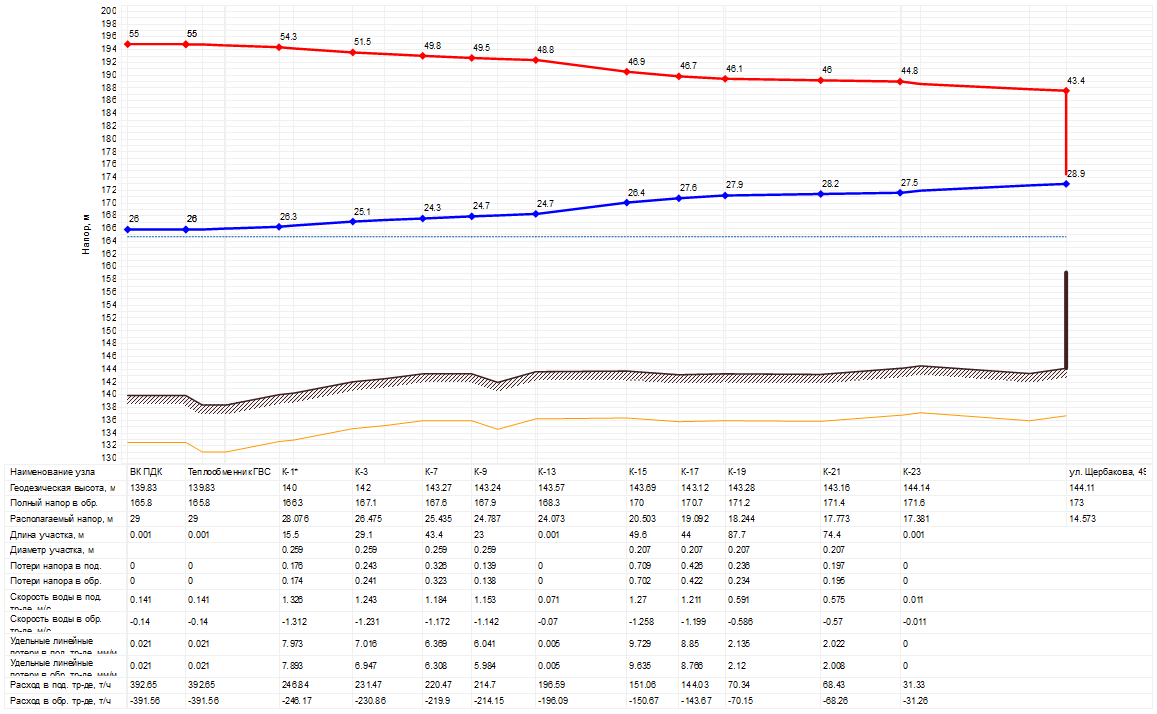 200
198
196
194
192
190
188
186
184
182
180
178
176
174
172
170
168
166
164
162
160
158
156
154
152
150
148
146
144
142
140
138
136
134
132
130
Напор, м
55 55 54.3 51.5 49.8 49.5 48.8 46.9 46.7 46.1 46 44.8 43.4
26 26 26.3 25.1 24.3 24.7 24.7 26.4 27.6 27.9 28.2 27.5 28.9
Наименование узла ВК ПДК Теплообменник ГВС К-1* К-3 К-7 К-9 К-13 К-15 К-17 К-19 К-21 К-23 ул. Щербакова, 49
Геодезическая высота, м 139.83 139.83 140 142 143.27 143.24 143.57 143.69 143.12 143.28 143.16 144.14 144.11
Полный напор в обр. 165.8 165.8 166.3 167.1 167.6 167.9 168.3 170 170.7 171.2 171.4 171.6 173
Располагаемый напор, м 29 29 28.076 26.475 25.435 24.787 24.073 20.503 19.092 18.244 17.773 17.381 14.573
Длина участка, м 0.001 0.001 15.5 29.1 43.4 23 0.001 49.6 44 87.7 74.4 0.001
Диаметр участка, м 0.259 0.259 0.259 0.259 0.207 0.207 0.207 0.207
Потери напора в под. 0 0 0.176 0.243 0.326 0.139 0 0.709 0.426 0.236 0.197 0
Потери напора в обр. 0 0 0.174 0.241 0.323 0.138 0 0.702 0.422 0.234 0.195 0
Скорость воды в под. тр-де, м/с 0.141 0.141 1.326 1.243 1.184 1.153 0.071 1.27 1.211 0.591 0.575 0.011
Скорость воды в обр. тр-де, м/с -0.14 -0.14 -1.312 -1.231 -1.172 -1.142 -0.07 -1.258 -1.199 -0.586 -0.57 -0.011
Удельные линейные потери в под. тр-де, мм/м 0.021 0.021 7.973 7.016 6.369 6.041 0.005 9.729 8.85 2.135 2.022 0
Удельные линейные потери в обр. тр-де, мм/м 0.021 0.021 7.893 6.947 6.308 5.984 0.005 9.635 8.766 2.12 2.008 0
Расход в под. тр-де, т/ч 392.65 392.65 246.84 231.47 220.47 214.7 196.59 151.06 144.03 70.34 68.43 31.33
Расход в обр. тр-де, т/ч -391.56 -391.56 -246.17 -230.86 -219.9 -214.15 -196.09 -150.67 -143.67 -70.15 -68.26 -31.26